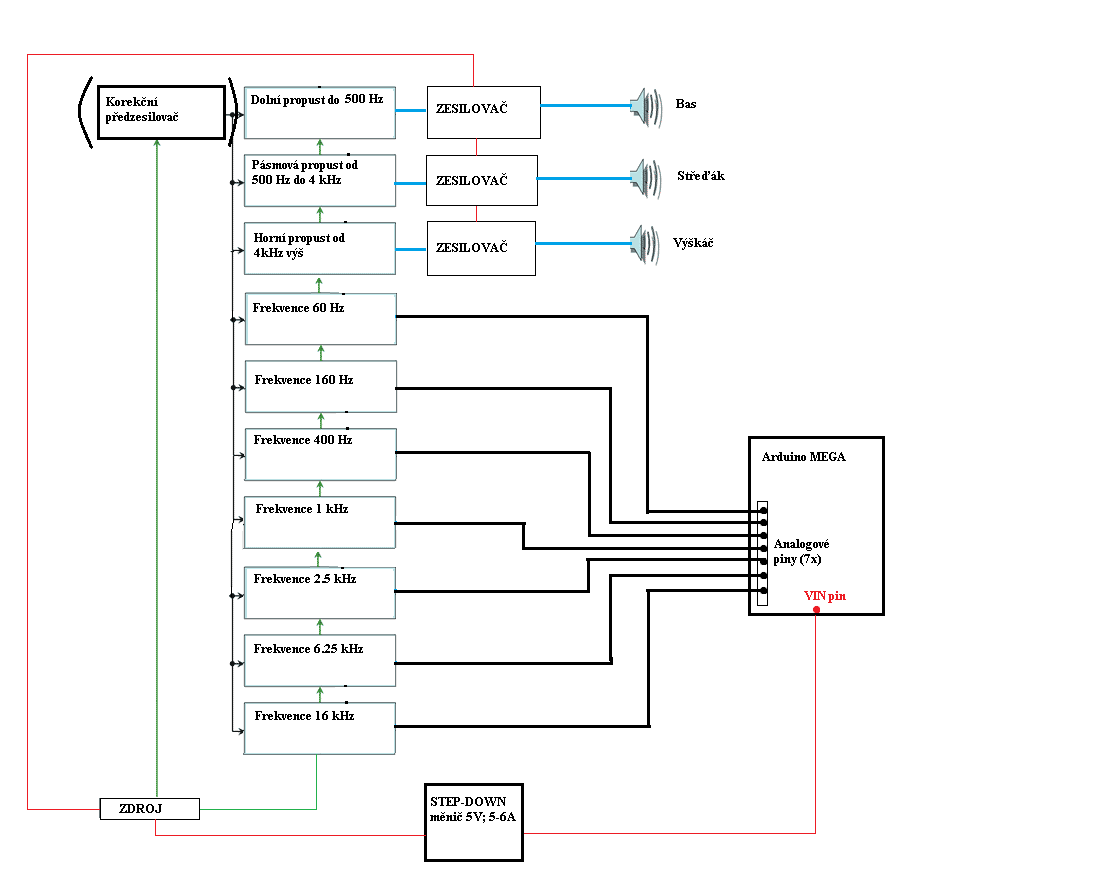 Korekční
předzesilovač
Dolní propust do 500 Hz
ZESILOVAČ
Bas
Pásmová propust od
500 Hz do 4 kHz
ZESILOVAČ
Střeďák
Horní propust od
4kHz výš
ZESILOVAČ
Výškáč
Frekvence 60 Hz
Frekvence 160 Hz
Frekvence 400 Hz
Frekvence 1 kHz
Frekvence 2.5 kHz
Frekvence 6.25 kHz
Frekvence 16 kHz
Arduino MEGA
Analogové
piny (7x)
VIN pin
ZDROJ
STEP-DOWN
měnič 5V; 5-6A